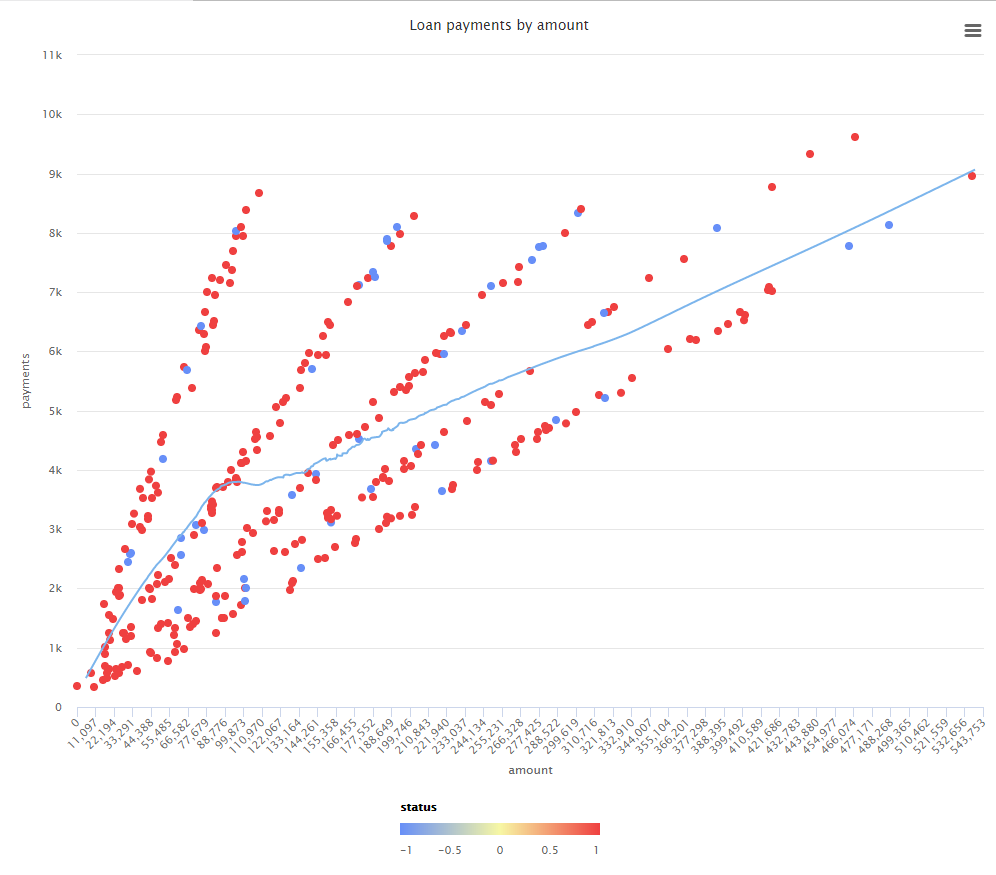 Loan payments by amount
11k
10k
9k
8k
7k
6k
5k
4k
3k
2k
1k
0
payments
0 11,097 22,194 33,291 44,388 55,485 66,582 77,679 88,776 99,873 110,970 122,067 133,164 144,261 155,358 166,455 177,552 188,649 199,746 210,843 221,940 233,037 244,134 255,231 266,328 277,425 288,522 299,619 310,716 321,813 332,910 344,007 355,104 366,201 377,298 388,395 399,492 410,589 421,686 432,783 443,880 454,977 466,074 477,171 488,268 499,365 510,462 521,559 532,656 543,753
amount
status
-1 -0.5 0 0.5 1